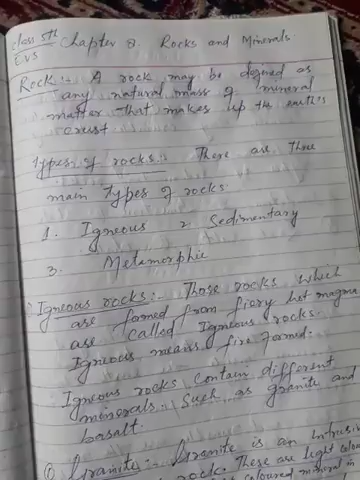 class 5th Chapter 8. Rocks and Minerals
EVS
Rock:- A rock may be defined as
any natural mass of mineral
matter that makes up the earth's
crust
Types of rocks:- There are three
main types of rocks
1. Igneous 2 Sedimentary
3. Metamorphic
Igneous rocks:- Those rocks which
are formed from fiary hot magma
are called Igneous rocks.
Igneous means fire formed.
Igneous rocks contain different
minerals. Such as granite and
basalt.
Granite:- Granite is an intrusive
rock. These are light colou
coloured mineral in